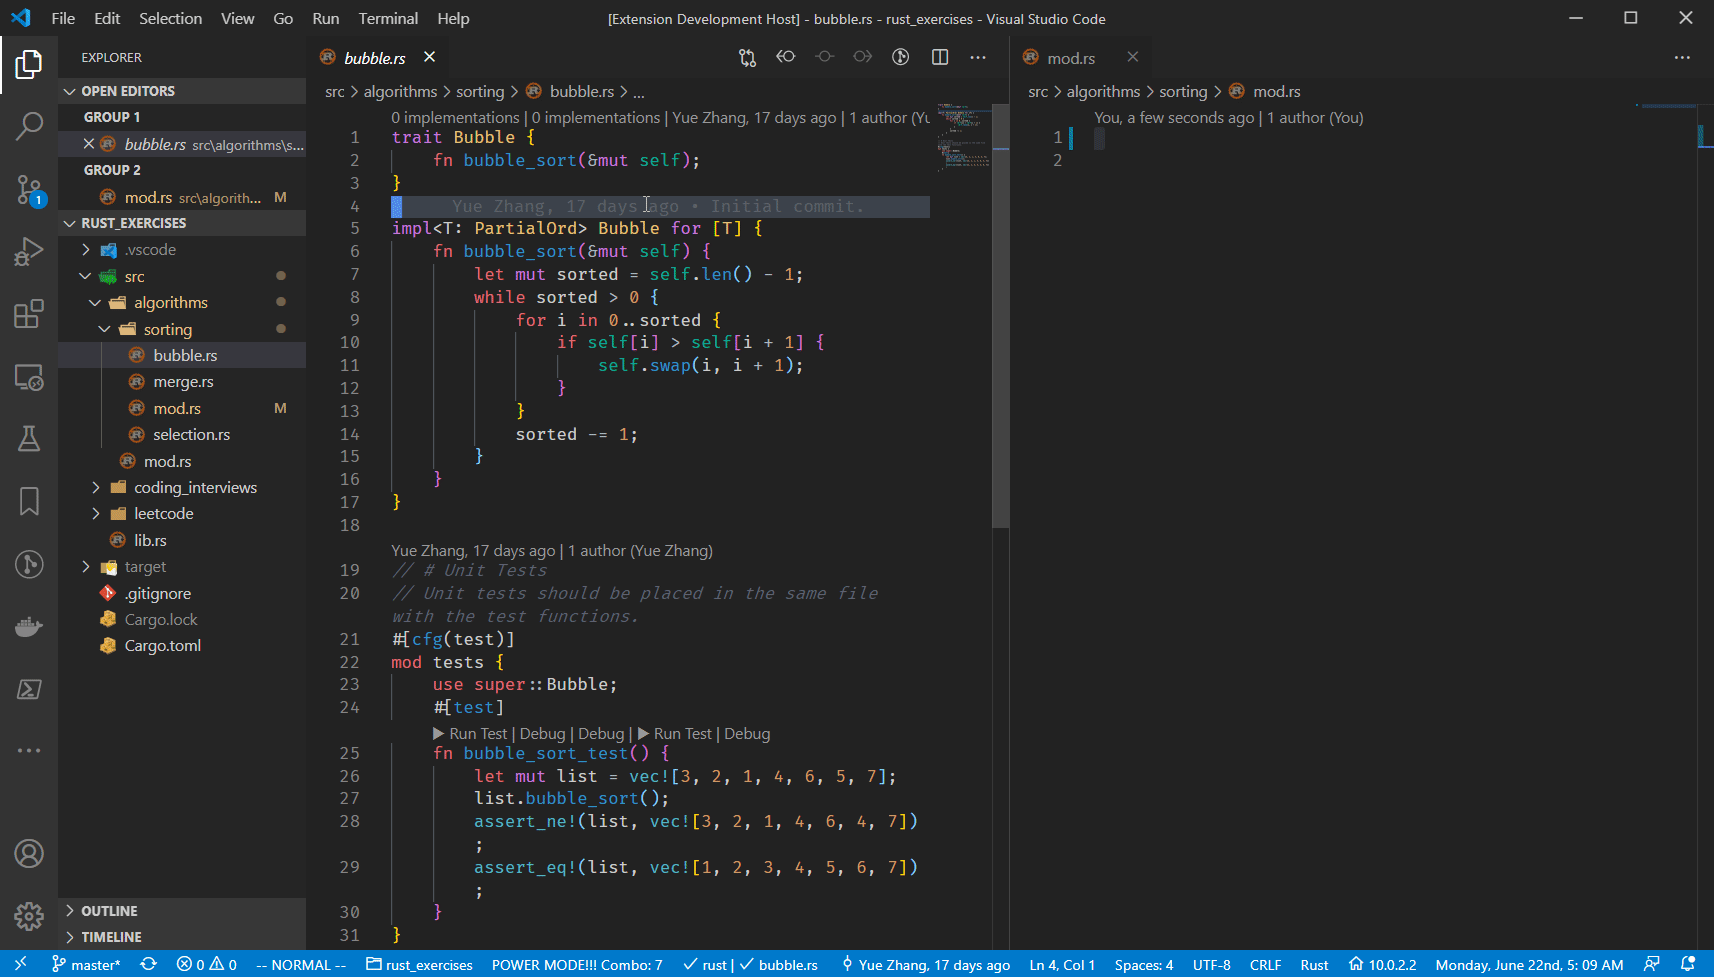 File Edit Selection View Go Run Terminal Help [Extension Development Host] - bubble.rs - rust_exercises - Visual Studio Code
EXPLORER
OPEN EDITORS
GROUP 1
bubble.rs src\algorithms\s...
GROUP 2
mod.rs src\algorith... M
RUST_EXERCISES
.vscode
src
algorithms
sorting
bubble.rs
merge.rs
mod.rs M
selection.rs
mod.rs
coding_interviews
leetcode
lib.rs
target
.gitignore
Cargo.lock
Cargo.toml
OUTLINE
TIMELINE
1
bubble.rs
src > algorithms > sorting > bubble.rs > ...
0 implementations | 0 implementations | Yue Zhang, 17 days ago | 1 author (Yu
1 trait Bubble {
2 fn bubble_sort(&mut self);
3 }
4 Yue Zhang, 17 days ago • Initial commit.
5 impl<T: PartialOrd> Bubble for [T] {
6 fn bubble_sort(&mut self) {
7 let mut sorted = self.len() - 1;
8 while sorted > 0 {
9 for i in 0..sorted {
10 if self[i] > self[i + 1] {
11 self.swap(i, i + 1);
12 }
13 }
14 sorted -= 1;
15 }
16 }
17 }
18
Yue Zhang, 17 days ago | 1 author (Yue Zhang)
19 // # Unit Tests
20 // Unit tests should be placed in the same file
with the test functions.
21 #[cfg(test)]
22 mod tests {
23 use super::Bubble;
24 #[test]
▶ Run Test | Debug | Debug | ▶ Run Test | Debug
25 fn bubble_sort_test() {
26 let mut list = vec![3, 2, 1, 4, 6, 5, 7];
27 list.bubble_sort();
28 assert_ne!(list, vec![3, 2, 1, 4, 6, 4, 7])
;
29 assert_eq!(list, vec![1, 2, 3, 4, 5, 6, 7])
;
30 }
31 }
mod.rs
src > algorithms > sorting > mod.rs
You, a few seconds ago | 1 author (You)
1
2
master* 0 0 -- NORMAL -- rust_exercises POWER MODE!!! Combo: 7 rust | bubble.rs Yue Zhang, 17 days ago Ln 4, Col 1 Spaces: 4 UTF-8 CRLF Rust 10.0.2.2 Monday, June 22nd, 5: 09 AM